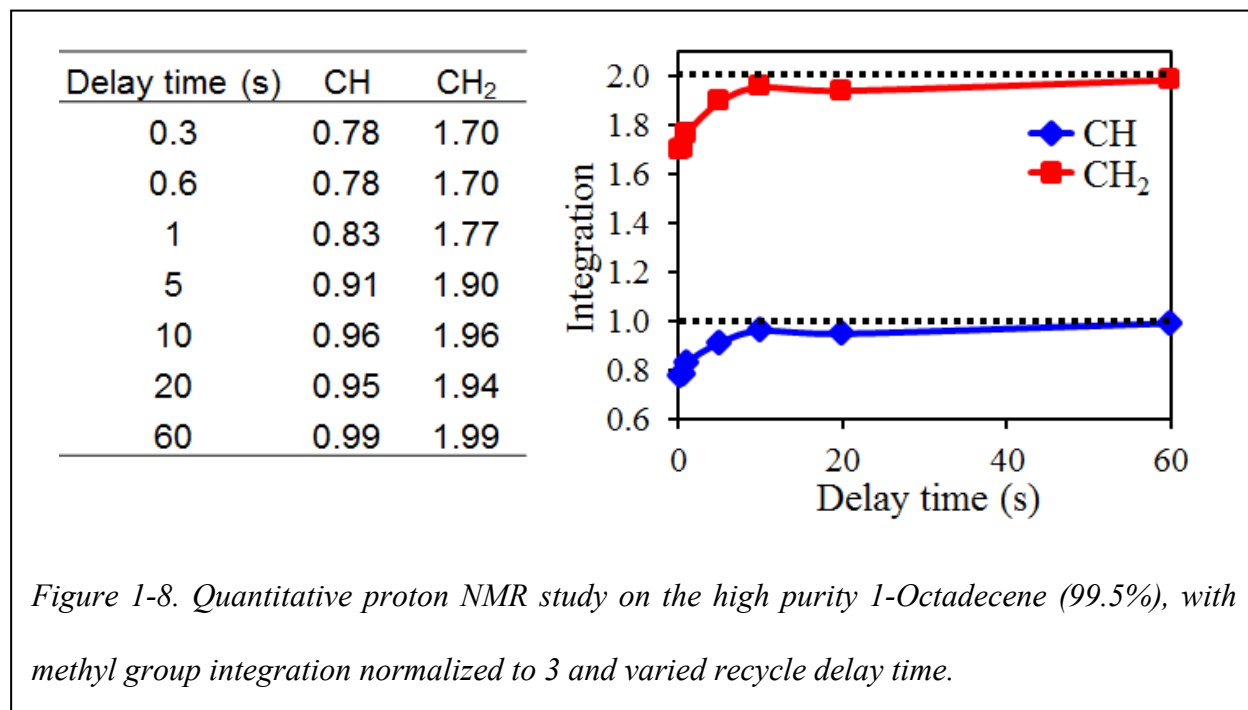 Delay time (s) CH CH₂
0.3 0.78 1.70
0.6 0.78 1.70
1 0.83 1.77
5 0.91 1.90
10 0.96 1.96
20 0.95 1.94
60 0.99 1.99
Integration
2.0
1.8
1.6
1.4
1.2
1.0
0.8
0.6
CH
CH₂
0 20 40 60
Delay time (s)
Figure 1-8. Quantitative proton NMR study on the high purity 1-Octadecene (99.5%), with
methyl group integration normalized to 3 and varied recycle delay time.